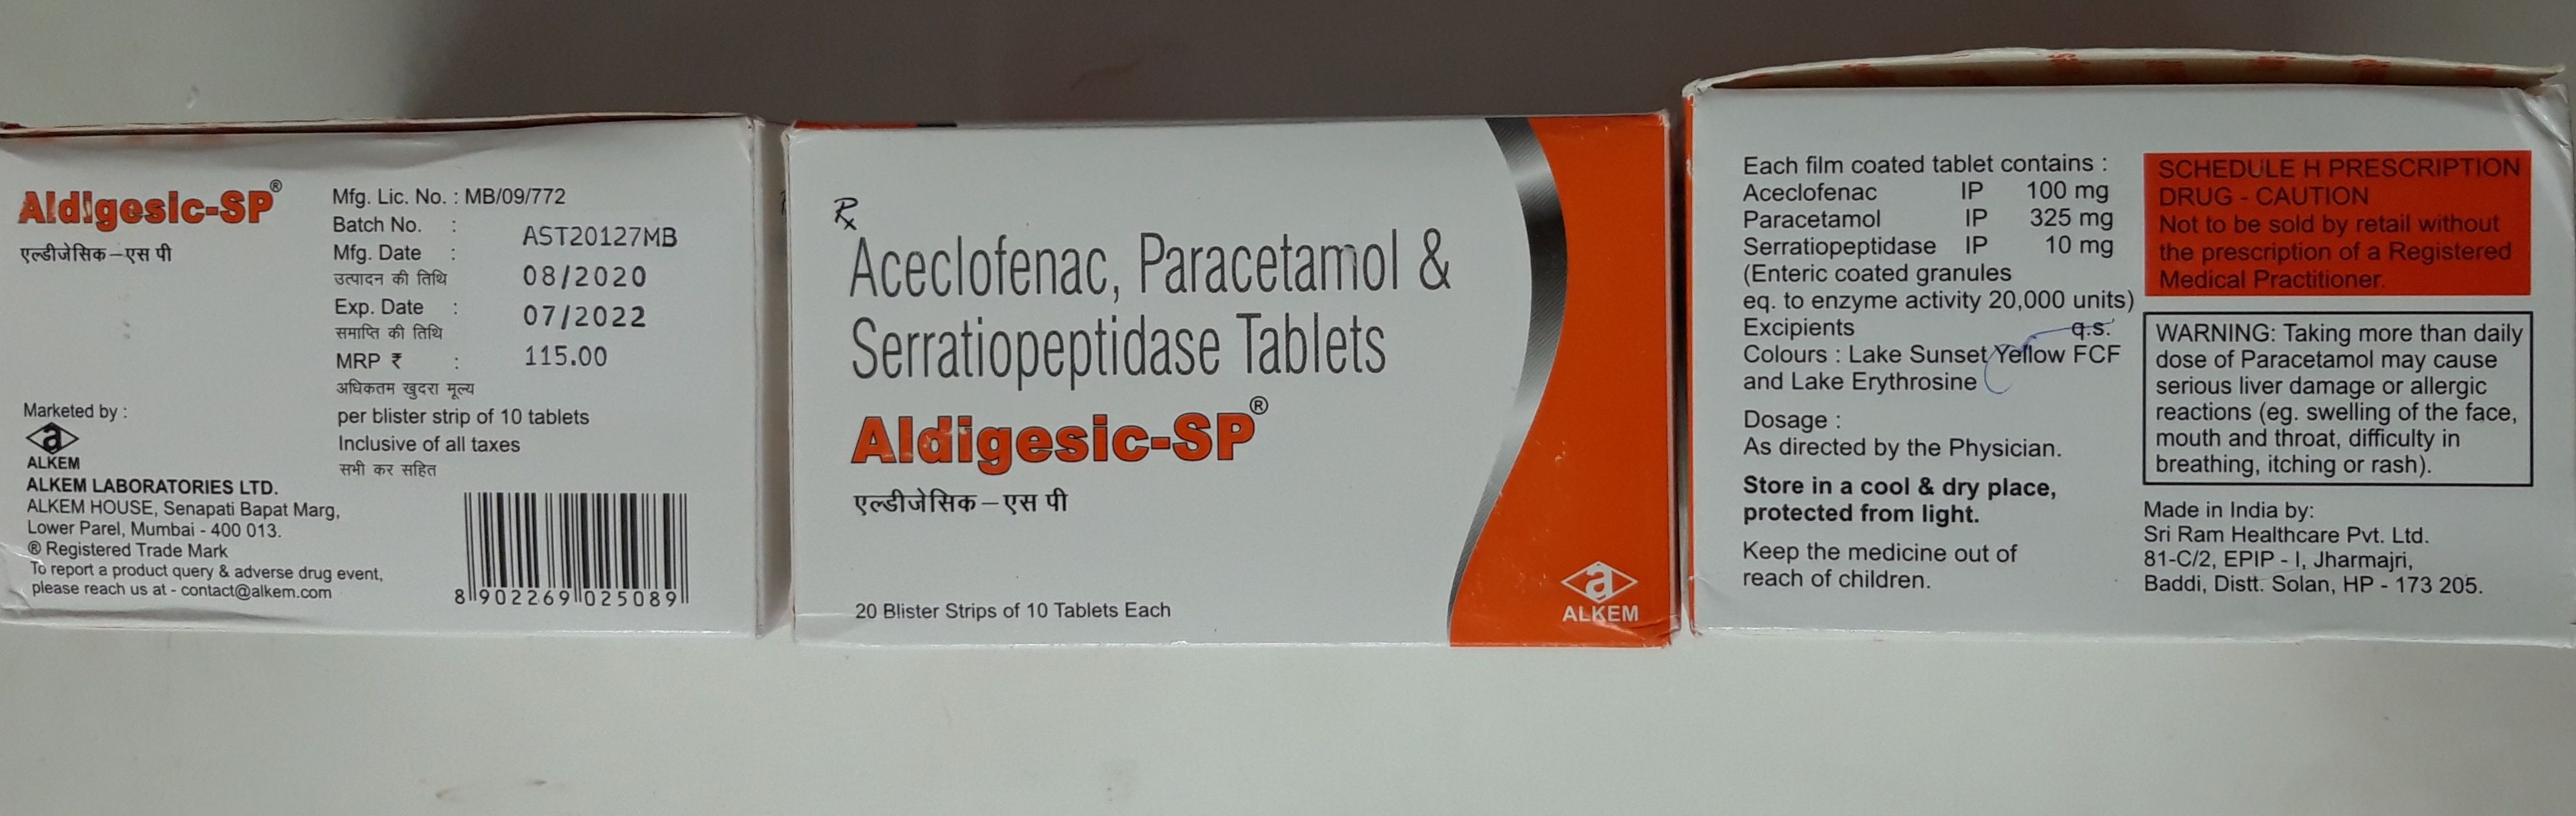 Aldigesic-SP®
एल्डीजेसिक–एस पी
Mfg. Lic. No. : MB/09/772
Batch No. : AST20127MB
Mfg. Date : 08/2020
उत्पादन की तिथि
Exp. Date : 07/2022
समाप्ति की तिथि
MRP ₹ : 115.00
अधिकतम खुदरा मूल्य
per blister strip of 10 tablets
Inclusive of all taxes
सभी कर सहित
Marketed by :
a
ALKEM
ALKEM LABORATORIES LTD.
ALKEM HOUSE, Senapati Bapat Marg,
Lower Parel, Mumbai - 400 013.
® Registered Trade Mark
To report a product query & adverse drug event,
please reach us at - contact@alkem.com
8 902269 025089
Rx
Aceclofenac, Paracetamol &
Serratiopeptidase Tablets
Aldigesic-SP®
एल्डीजेसिक–एस पी
20 Blister Strips of 10 Tablets Each
a
ALKEM
Each film coated tablet contains :
Aceclofenac IP 100 mg
Paracetamol IP 325 mg
Serratiopeptidase IP 10 mg
(Enteric coated granules
eq. to enzyme activity 20,000 units)
Excipients q.s.
Colours : Lake Sunset Yellow FCF
and Lake Erythrosine
Dosage :
As directed by the Physician.
Store in a cool & dry place,
protected from light.
Keep the medicine out of
reach of children.
SCHEDULE H PRESCRIPTION
DRUG - CAUTION
Not to be sold by retail without
the prescription of a Registered
Medical Practitioner.
WARNING: Taking more than daily
dose of Paracetamol may cause
serious liver damage or allergic
reactions (eg. swelling of the face,
mouth and throat, difficulty in
breathing, itching or rash).
Made in India by:
Sri Ram Healthcare Pvt. Ltd.
81-C/2, EPIP - I, Jharmajri,
Baddi, Distt. Solan, HP - 173 205.